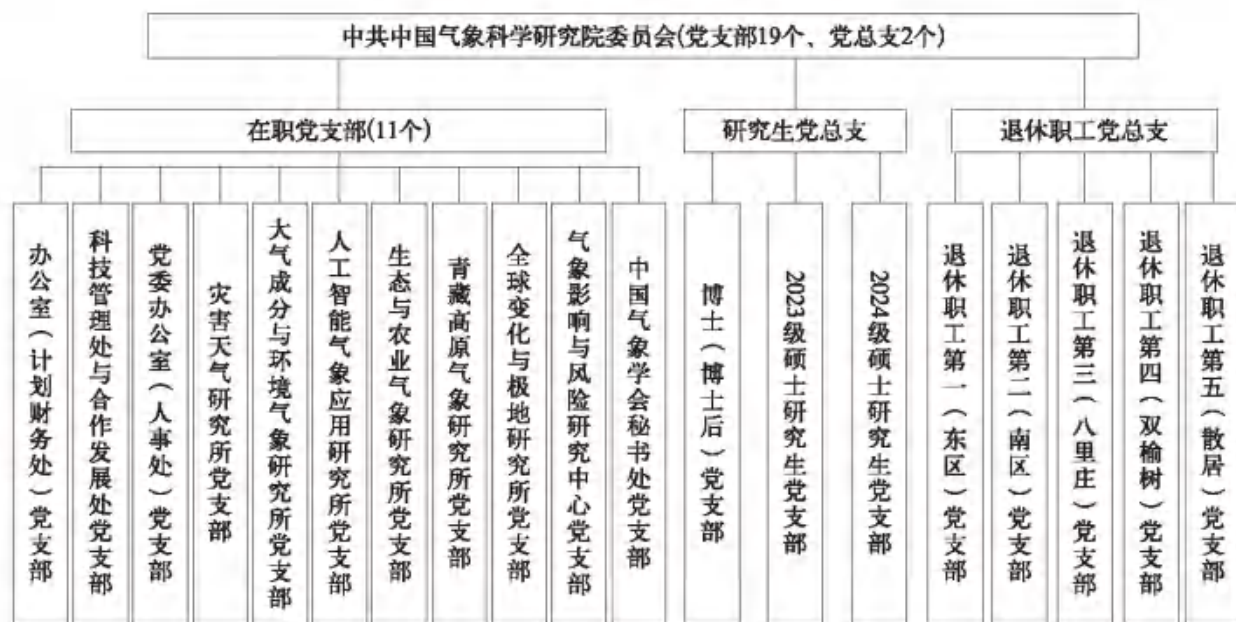 中共中国气象科学研究院委员会(党支部19个、党总支2个)
在职党支部(11个)
研究生党总支
退休职工党总支
办公室（计划财务处）党支部
科技管理处与合作发展处党支部
党委办公室（人事处）党支部
灾害天气研究所党支部
大气成分与环境气象研究所党支部
人工智能气象应用研究所党支部
生态与农业气象研究所党支部
青藏高原气象研究所党支部
全球变化与极地研究所党支部
气象影响与风险研究中心党支部
中国气象学会秘书处党支部
博士（博士后）党支部
2023级硕士研究生党支部
2024级硕士研究生党支部
退休职工第一（东区）党支部
退休职工第二（南区）党支部
退休职工第三（八里庄）党支部
退休职工第四（双榆树）党支部
退休职工第五（散居）党支部